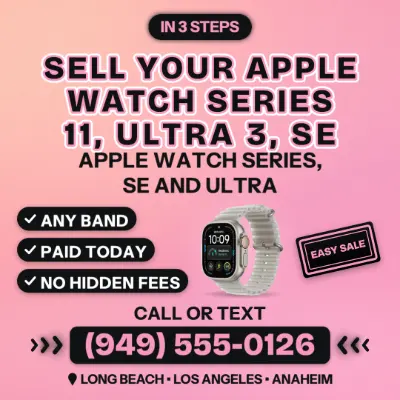 IN 3 STEPS
SELL YOUR APPLE
WATCH SERIES
11, ULTRA 3, SE
APPLE WATCH SERIES,
SE AND ULTRA
ANY BAND
PAID TODAY
NO HIDDEN FEES
EASY SALE
CALL OR TEXT
(949) 555-0126
LONG BEACH • LOS ANGELES • ANAHEIM